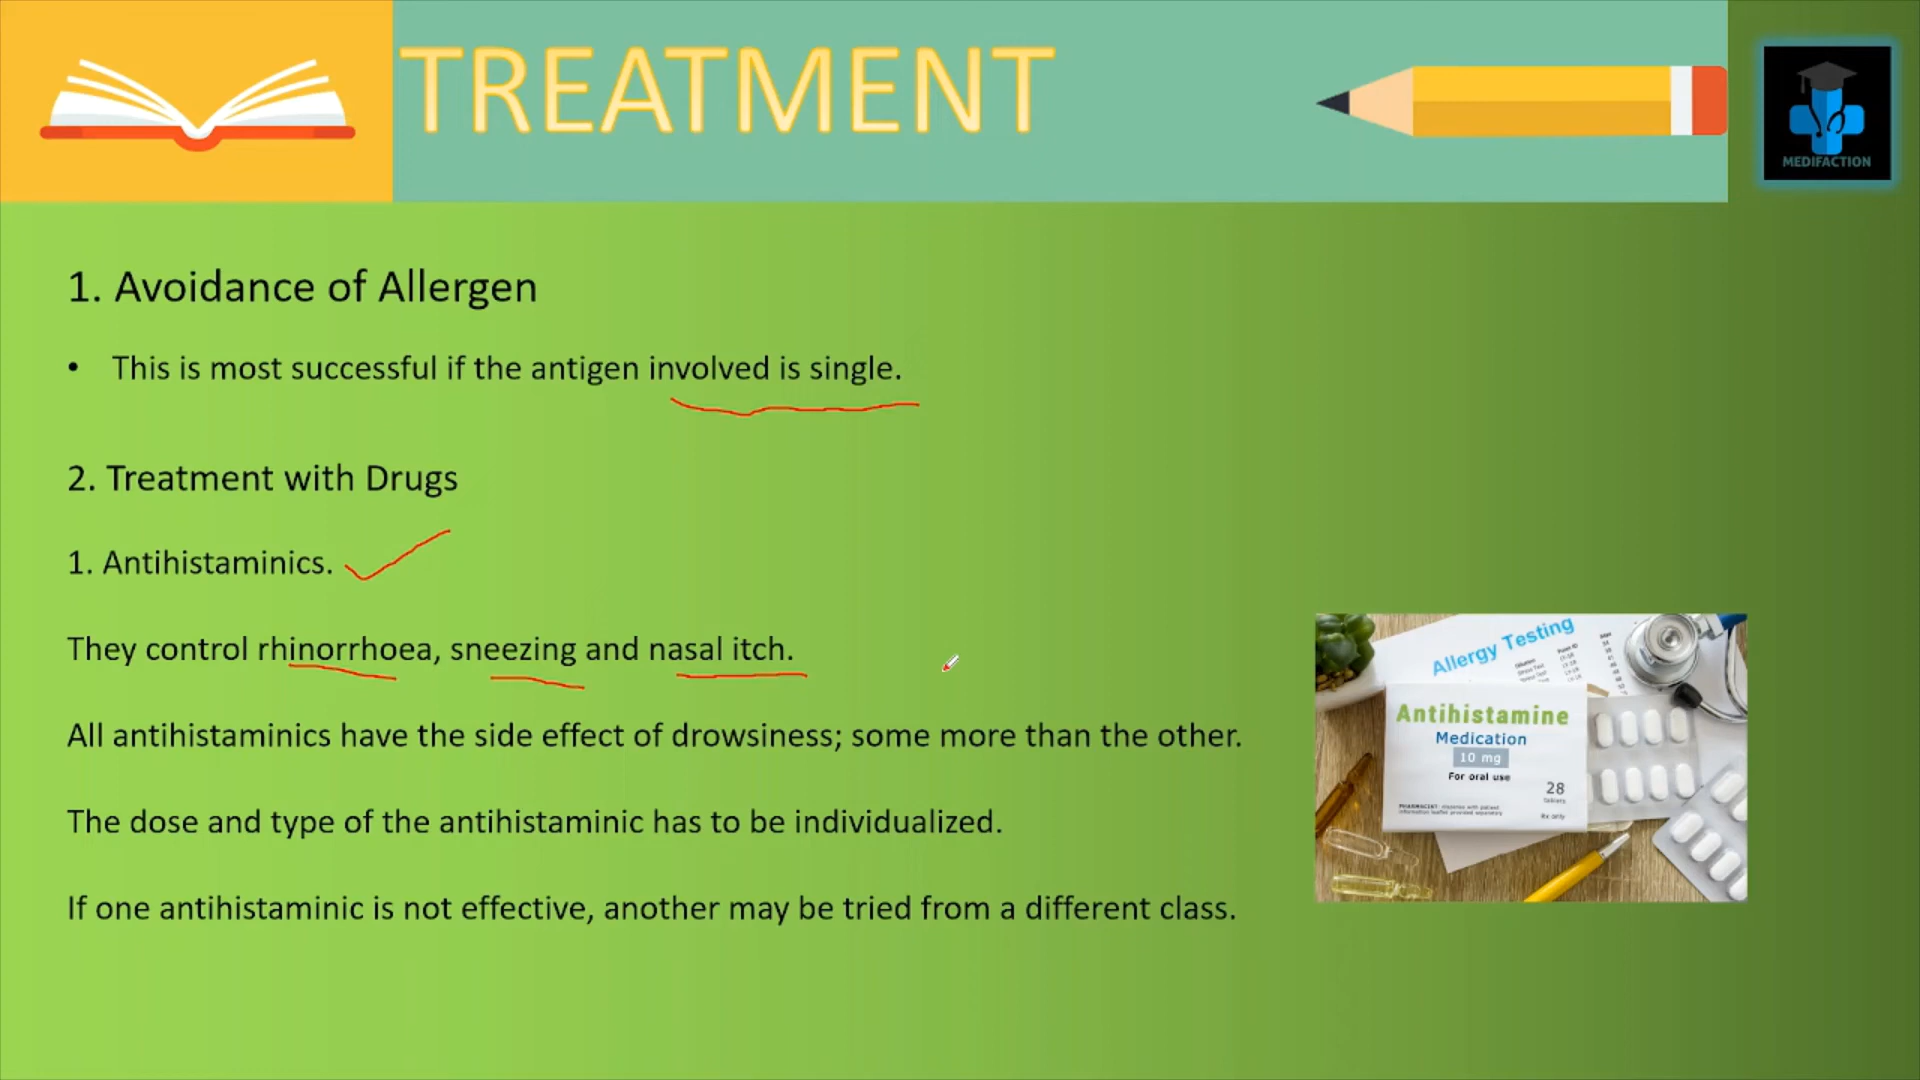 TREATMENT
MEDIFACTION
1. Avoidance of Allergen
• This is most successful if the antigen involved is single.
2. Treatment with Drugs
1. Antihistaminics.
They control rhinorrhoea, sneezing and nasal itch.
All antihistaminics have the side effect of drowsiness; some more than the other.
The dose and type of the antihistaminic has to be individualized.
If one antihistaminic is not effective, another may be tried from a different class.
Allergy Testing
Antihistamine
Medication
10 mg
For oral use
28
tablets
Rx only